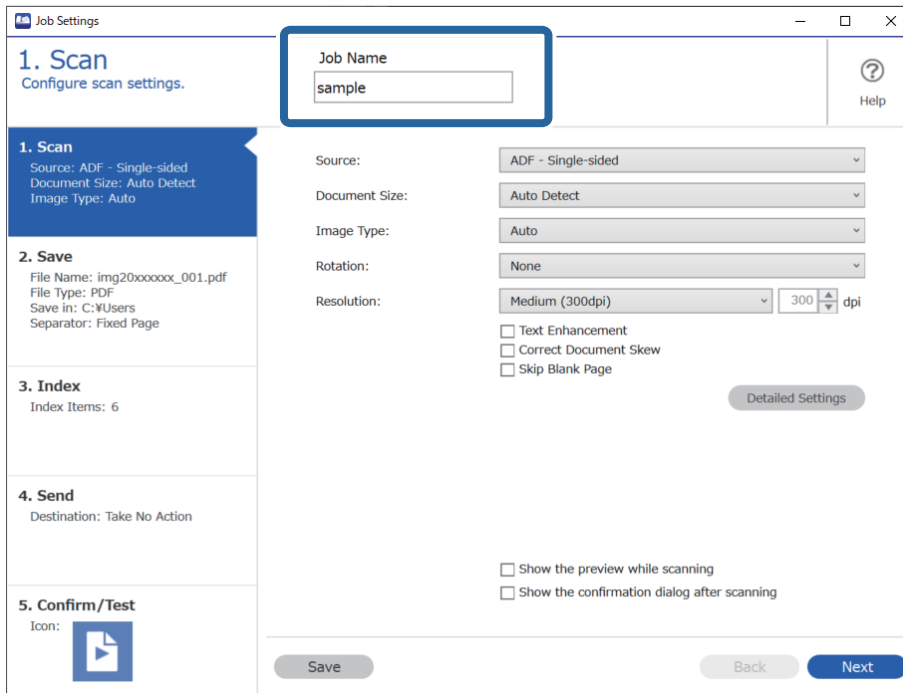 Job Settings
1. Scan
Configure scan settings.
Job Name
sample
Help
1. Scan
Source: ADF - Single-sided
Document Size: Auto Detect
Image Type: Auto
2. Save
File Name: img20xxxxxx_001.pdf
File Type: PDF
Save in: C:¥Users
Separator: Fixed Page
3. Index
Index Items: 6
4. Send
Destination: Take No Action
5. Confirm/Test
Icon:
Source: ADF - Single-sided
Document Size: Auto Detect
Image Type: Auto
Rotation: None
Resolution: Medium (300dpi) 300 dpi
Text Enhancement
Correct Document Skew
Skip Blank Page
Detailed Settings
Show the preview while scanning
Show the confirmation dialog after scanning
Save Back Next